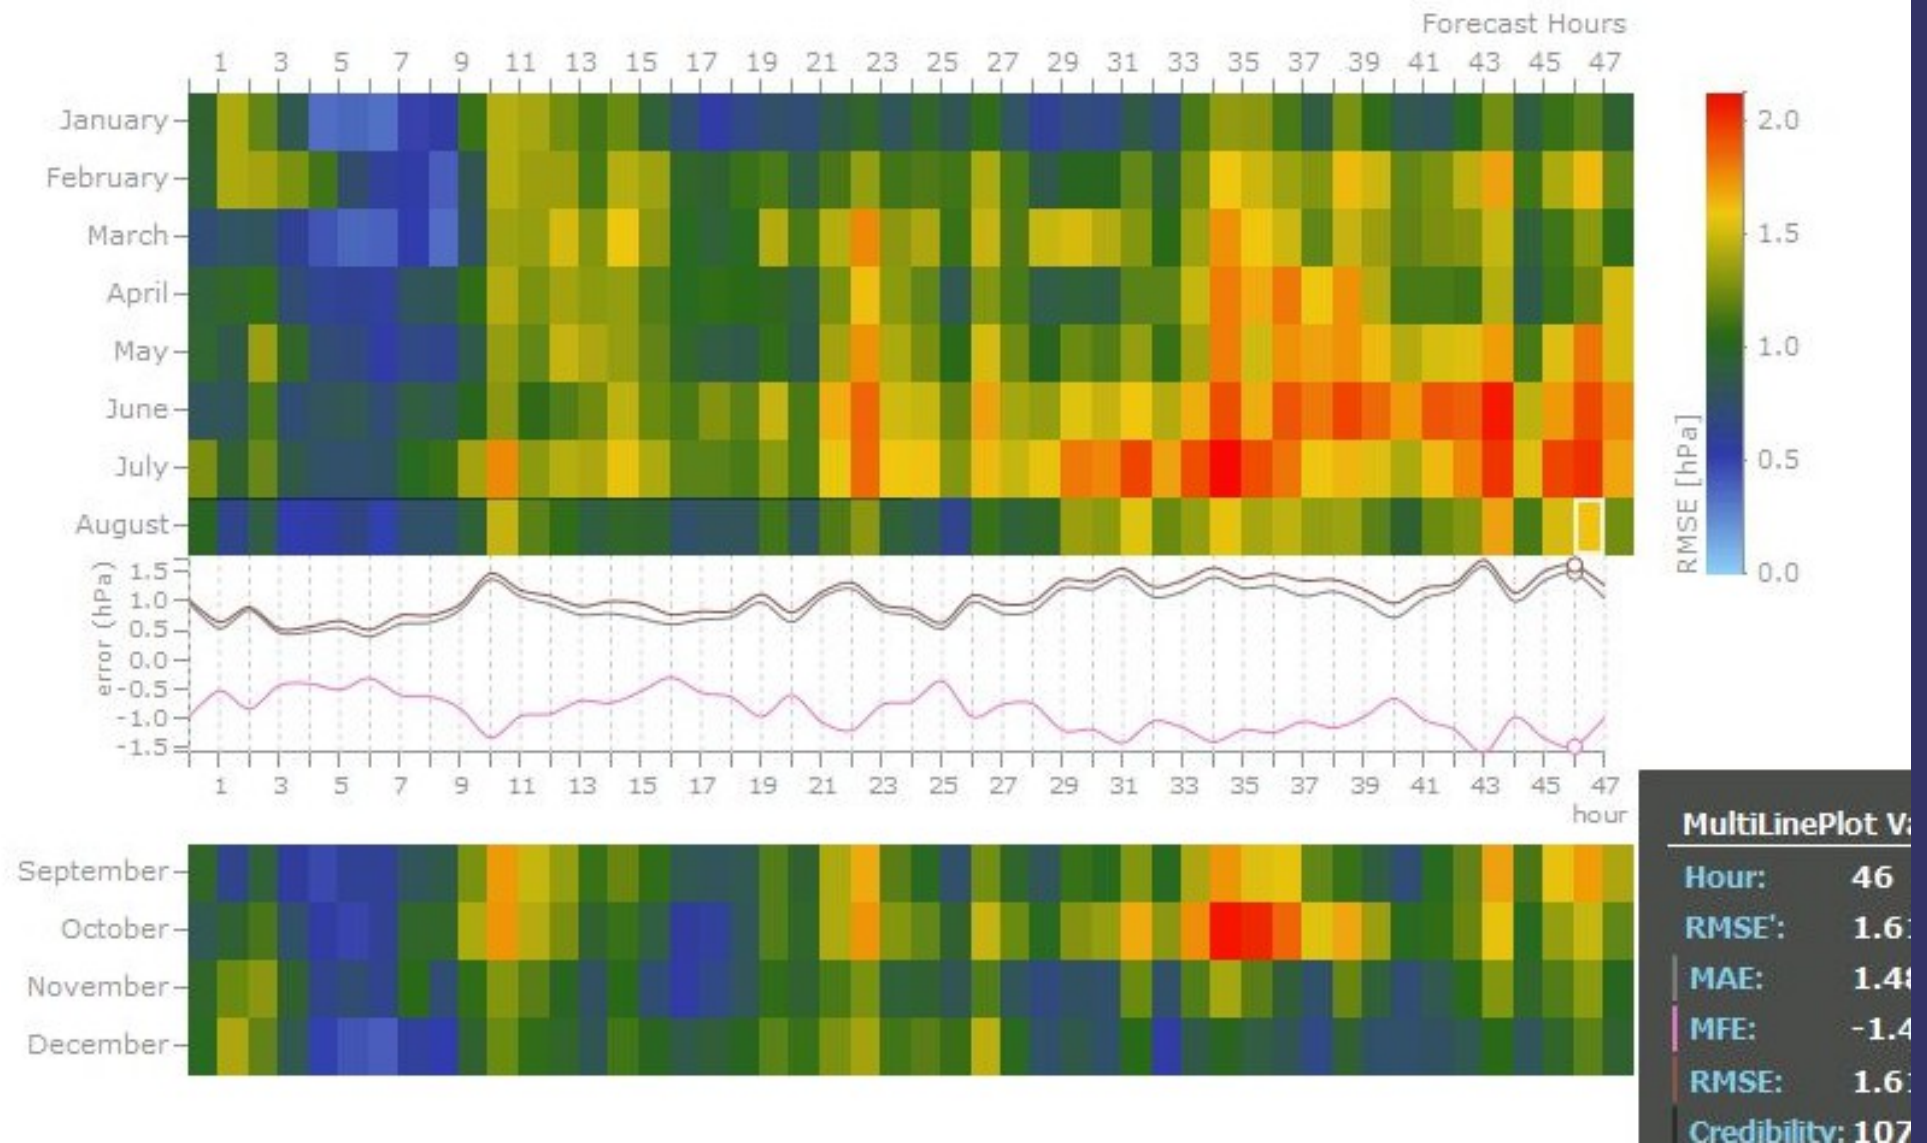 Forecast Hours
1 3 5 7 9 11 13 15 17 19 21 23 25 27 29 31 33 35 37 39 41 43 45 47
January
February
March
April
May
June
July
August
2.0
1.5
1.0
0.5
0.0
RMSE [hPa]
error (hPa)
1.5
1.0
0.5
0.0
-0.5
-1.0
-1.5
1 3 5 7 9 11 13 15 17 19 21 23 25 27 29 31 33 35 37 39 41 43 45 47
hour
September
October
November
December
MultiLinePlot
Hour: 46
RMSE': 1.61
MAE: 1.48
MFE: -1.4
RMSE: 1.61
Credibility: 107